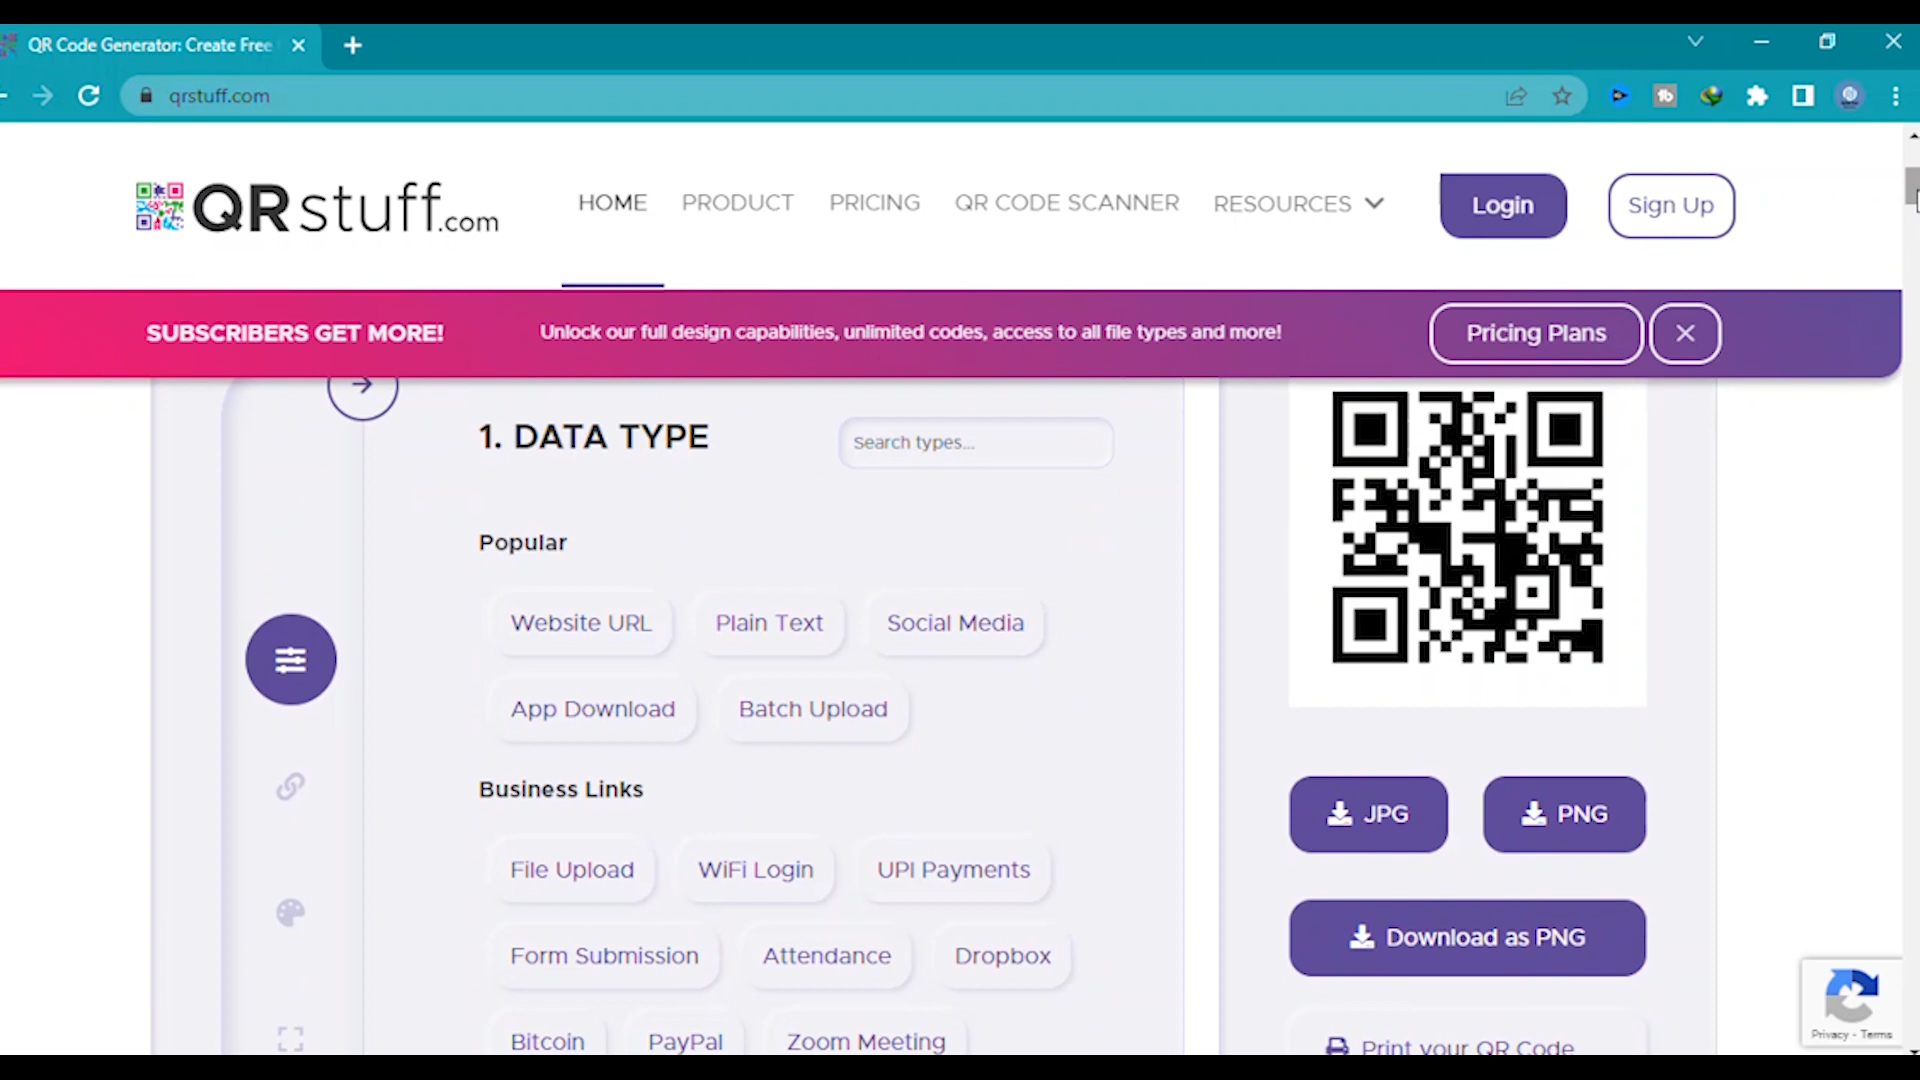 QR Code Generator: Create Free
qrstuff.com
QRstuff.com
HOME
PRODUCT
PRICING
QR CODE SCANNER
RESOURCES
Login
Sign Up
SUBSCRIBERS GET MORE!
Unlock our full design capabilities, unlimited codes, access to all file types and more!
Pricing Plans
1. DATA TYPE
Search types...
Popular
Website URL
Plain Text
Social Media
App Download
Batch Upload
Business Links
File Upload
WiFi Login
UPI Payments
Form Submission
Attendance
Dropbox
Bitcoin
PayPal
Zoom Meeting
JPG
PNG
Download as PNG
Print your QR Code
Privacy - Terms